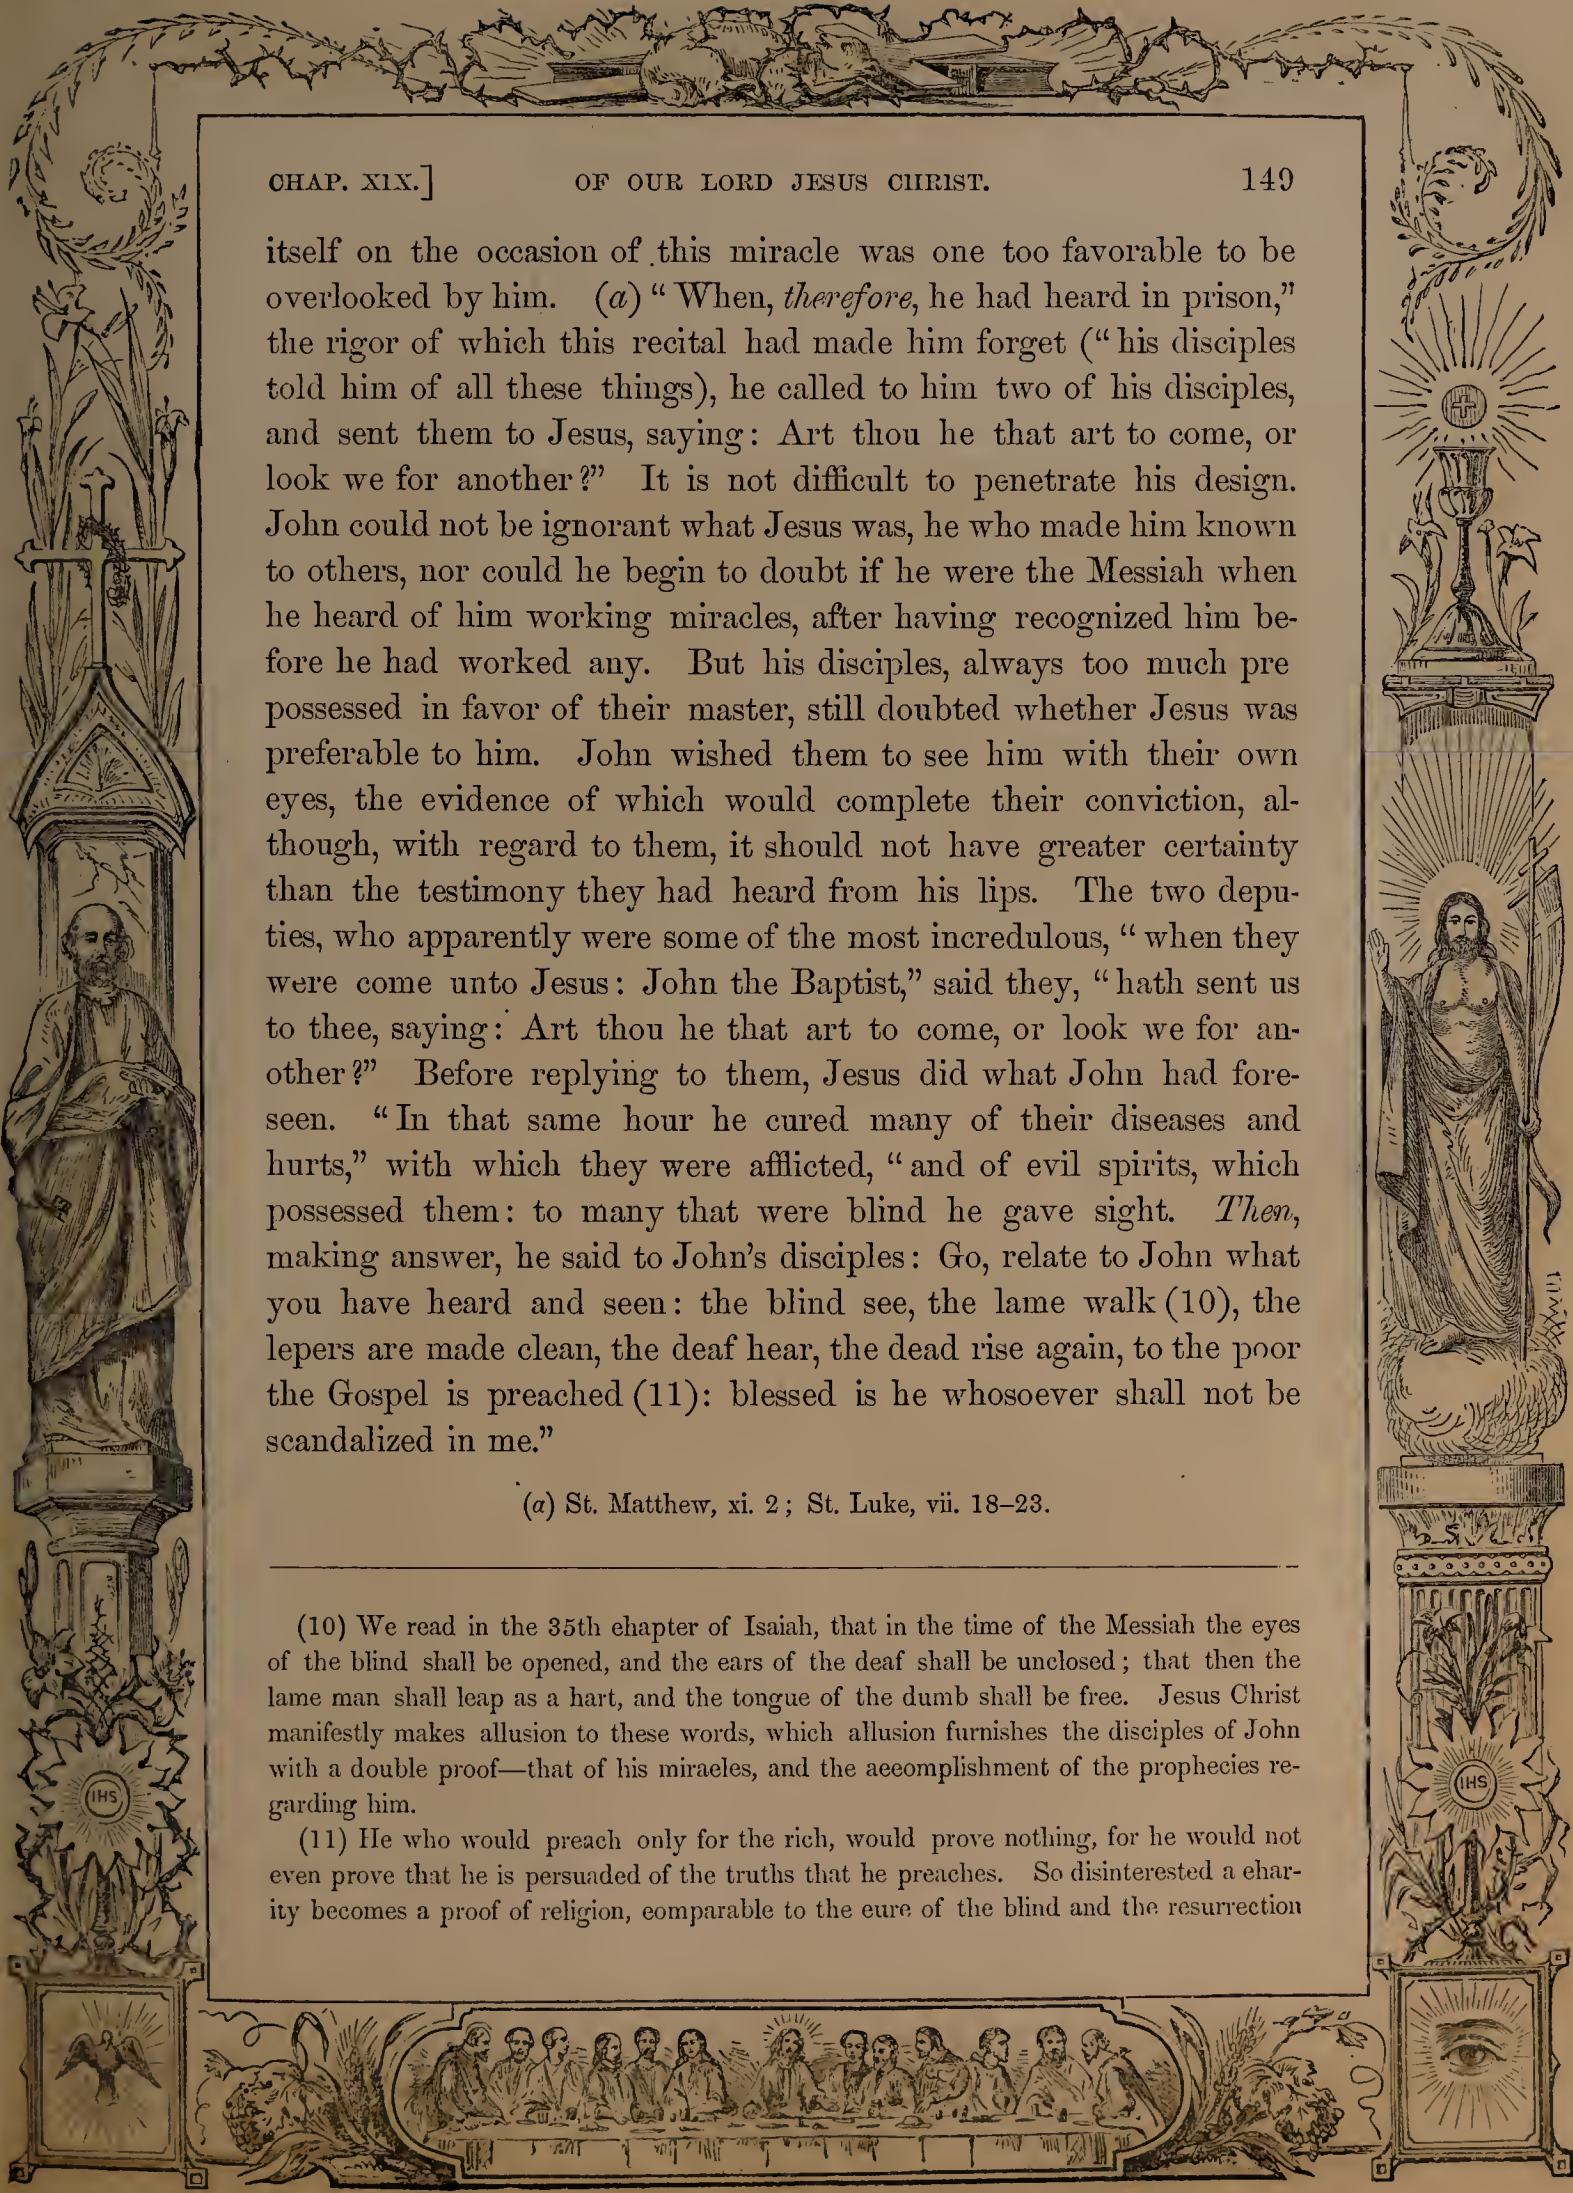 CHAP. XIX.] OF OUR LORD JESUS CHRIST. 149
itself on the occasion of this miracle was one too favorable to be
overlooked by him. (a) “When, therefore, he had heard in prison,”
the rigor of which this recital had made him forget (“his disciples
told him of all these things), he called to him two of his disciples,
and sent them to Jesus, saying: Art thou he that art to come, or
look we for another?” It is not difficult to penetrate his design.
John could not be ignorant what Jesus was, he who made him known
to others, nor could he begin to doubt if he were the Messiah when
he heard of him working miracles, after having recognized him be-
fore he had worked any. But his disciples, always too much pre
possessed in favor of their master, still doubted whether Jesus was
preferable to him. John wished them to see him with their own
eyes, the evidence of which would complete their conviction, al-
though, with regard to them, it should not have greater certainty
than the testimony they had heard from his lips. The two depu-
ties, who apparently were some of the most incredulous, “when they
were come unto Jesus: John the Baptist,” said they, “hath sent us
to thee, saying: Art thou he that art to come, or look we for an-
other?” Before replying to them, Jesus did what John had fore-
seen. “In that same hour he cured many of their diseases and
hurts,” with which they were afflicted, “and of evil spirits, which
possessed them: to many that were blind he gave sight. Then,
making answer, he said to John’s disciples: Go, relate to John what
you have heard and seen: the blind see, the lame walk (10), the
lepers are made clean, the deaf hear, the dead rise again, to the poor
the Gospel is preached (11): blessed is he whosoever shall not be
scandalized in me.”
(a) St. Matthew, xi. 2; St. Luke, vii. 18–23.
(10) We read in the 35th chapter of Isaiah, that in the time of the Messiah the eyes
of the blind shall be opened, and the ears of the deaf shall be unclosed; that then the
lame man shall leap as a hart, and the tongue of the dumb shall be free. Jesus Christ
manifestly makes allusion to these words, which allusion furnishes the disciples of John
with a double proof—that of his miracles, and the accomplishment of the prophecies re-
garding him.
(11) He who would preach only for the rich, would prove nothing, for he would not
even prove that he is persuaded of the truths that he preaches. So disinterested a char-
ity becomes a proof of religion, comparable to the cure of the blind and the resurrection
IHS
IHS